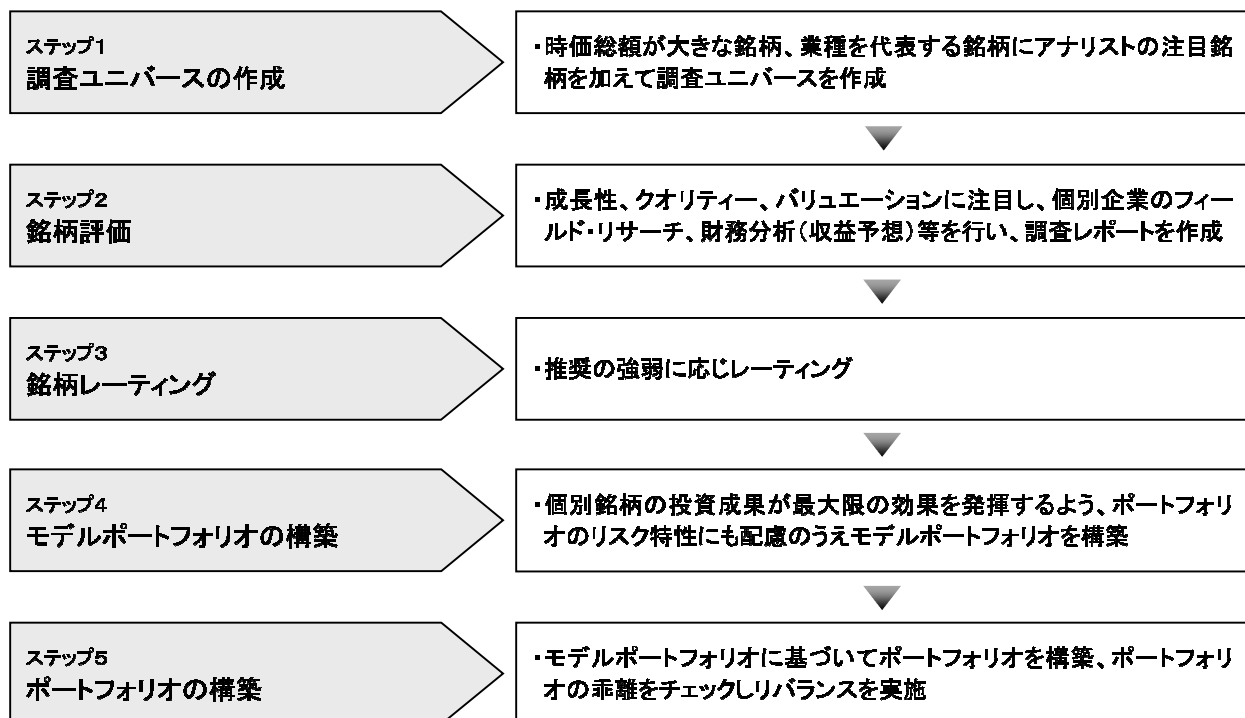 ステップ1
調査ユニバースの作成
・時価総額が大きな銘柄、業種を代表する銘柄にアナリストの注目銘
柄を加えて調査ユニバースを作成
ステップ2
銘柄評価
・成長性、クオリティー、バリュエーションに注目し、個別企業のフィー
ルド・リサーチ、財務分析(収益予想)等を行い、調査レポートを作成
ステップ3
銘柄レーティング
・推奨の強弱に応じレーティング
ステップ4
モデルポートフォリオの構築
・個別銘柄の投資成果が最大限の効果を発揮するよう、ポートフォリ
オのリスク特性にも配慮のうえモデルポートフォリオを構築
ステップ5
ポートフォリオの構築
・モデルポートフォリオに基づいてポートフォリオを構築、ポートフォリ
オの乖離をチェックしリバランスを実施